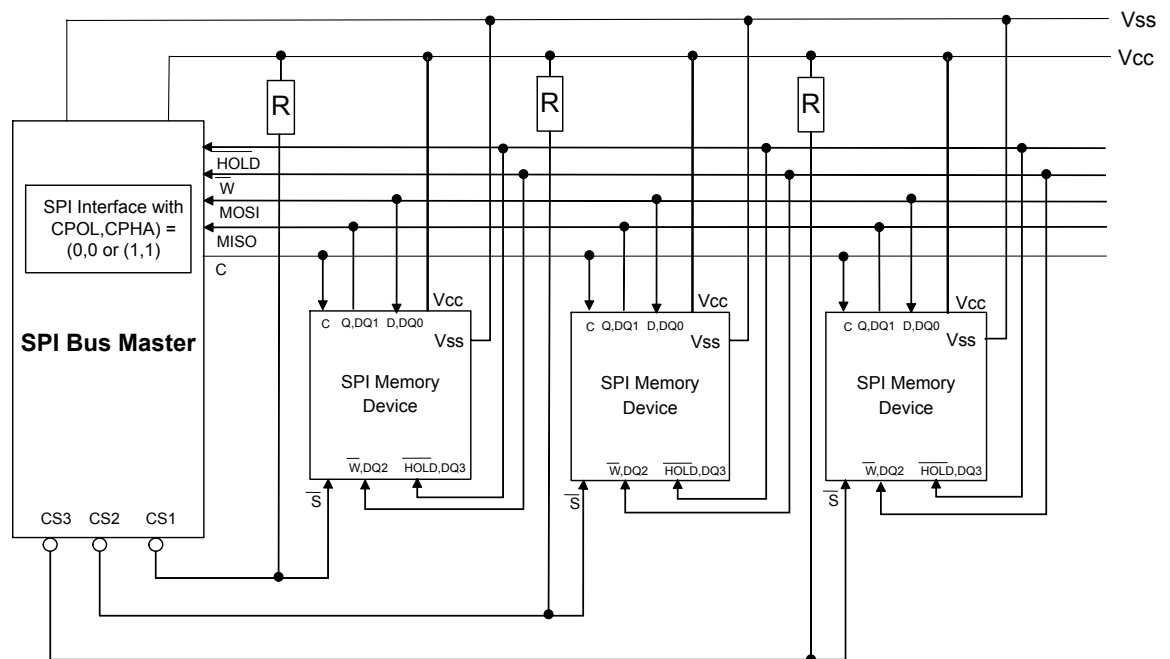 Vss
Vcc
R
R
R
HOLD
W
MOSI
MISO
C
SPI Interface with
CPOL,CPHA) =
(0,0 or (1,1)
SPI Bus Master
CS3 CS2 CS1
Vcc
C Q,DQ1 D,DQ0
Vss
SPI Memory
Device
W,DQ2 HOLD,DQ3
S
Vcc
C Q,DQ1 D,DQ0
Vss
SPI Memory
Device
W,DQ2 HOLD,DQ3
S
Vcc
C Q,DQ1 D,DQ0
Vss
SPI Memory
Device
W,DQ2 HOLD,DQ3
S